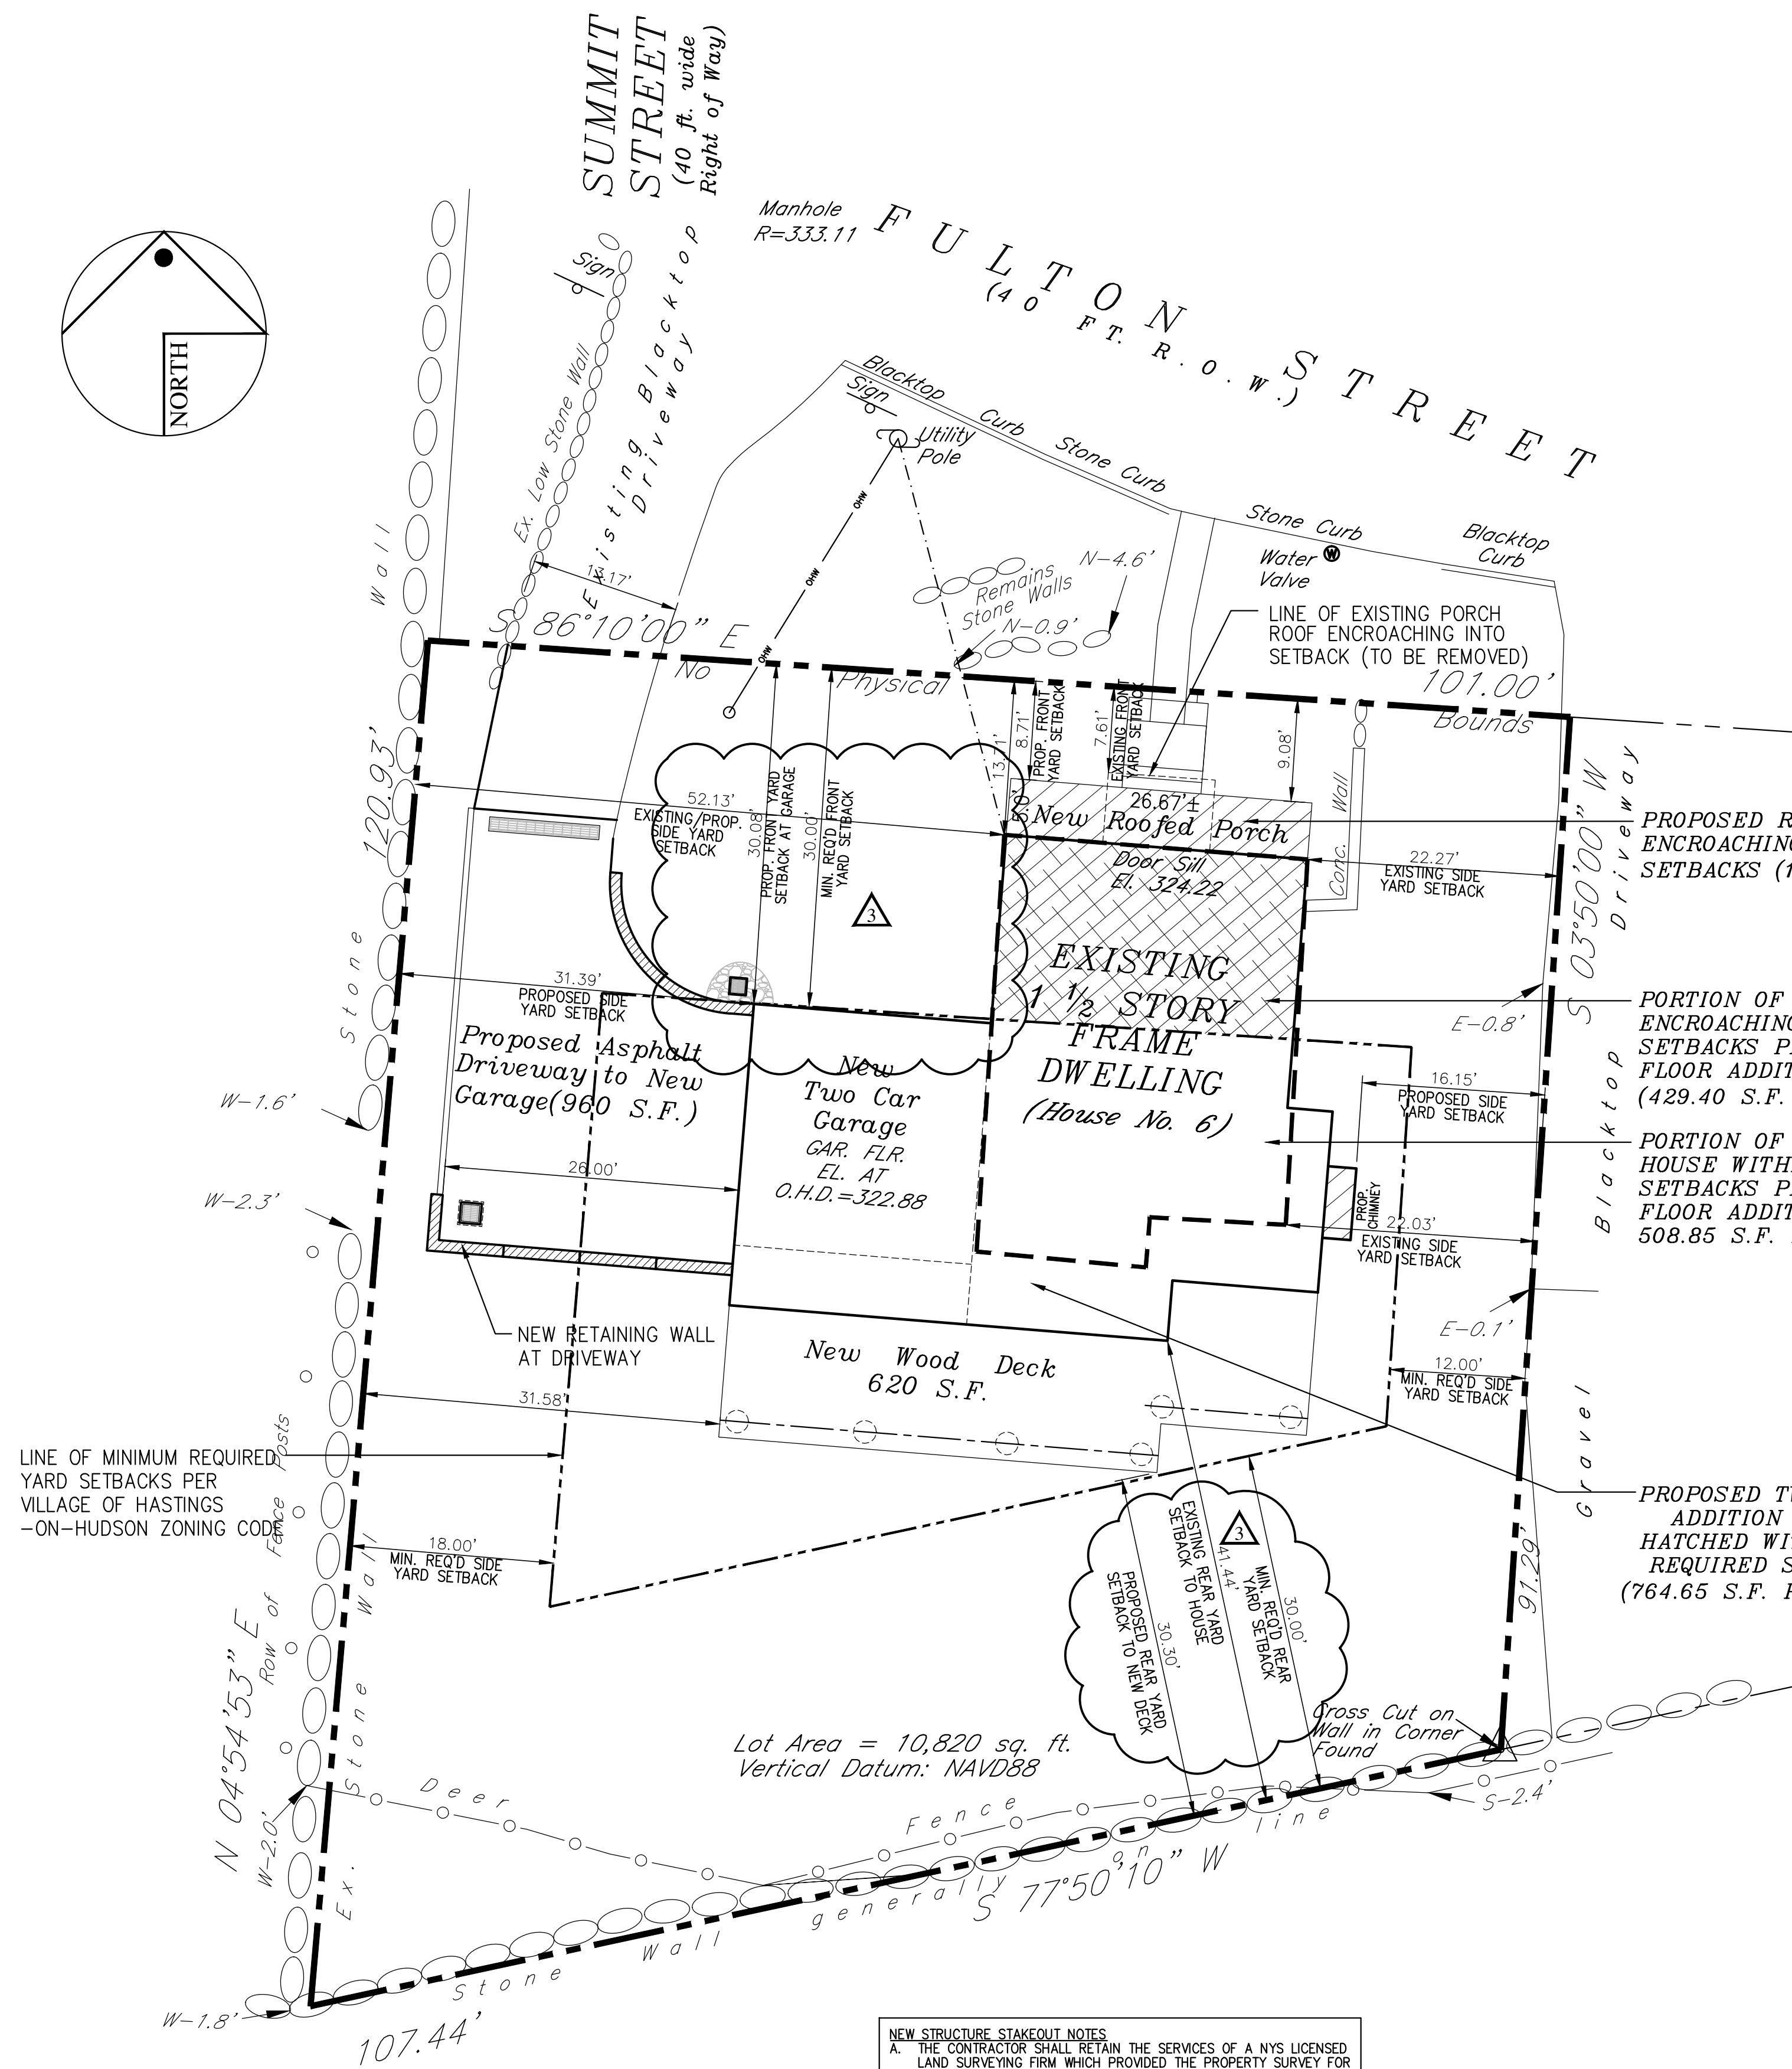 SUMMIT
STREET
(40 ft. wide
Right of Way)
Manhole
R=333.11
FULTON STREET
(40 FT. R.O.W.)
NORTH
Sign
Existing Blacktop
Driveway
Ex. Low Stone Wall
Blacktop
Curb
Sign
Utility
Pole
Stone Curb
Stone Curb
Blacktop
Curb
Water
Valve
W
OHW
OHW
OHW
13.17'
Remains
Stone Walls
N-4.6'
N-0.9'
LINE OF EXISTING PORCH
ROOF ENCROACHING INTO
SETBACK (TO BE REMOVED)
S 86°10'00" E
101.00'
No Physical Bounds
Stone Wall
120.93'
52.13'
EXISTING/PROP.
SIDE YARD
SETBACK
30.08'
PROP. FRONT YARD
SETBACK AT GARAGE
30.00'
MIN. REQ'D FRONT
YARD SETBACK
13.71'
8.71'
PROP. FRONT
YARD SETBACK
7.61'
EXISTING FRONT
YARD SETBACK
9.08'
26.67'±
New Roofed Porch
Conc. Wall
Door Sill
El. 324.22
22.27'
EXISTING SIDE
YARD SETBACK
S 03°50'00" W
Blacktop Driveway
PROPOSED R
ENCROACHING
SETBACKS (1
3
EXISTING
1 ½ STORY
FRAME
DWELLING
(House No. 6)
31.39'
PROPOSED SIDE
YARD SETBACK
Proposed Asphalt
Driveway to New
Garage(960 S.F.)
New
Two Car
Garage
GAR. FLR.
EL. AT
O.H.D.=322.88
E-0.8'
PORTION OF
ENCROACHING
SETBACKS P
FLOOR ADDIT
(429.40 S.F.
16.15'
PROPOSED SIDE
YARD SETBACK
PORTION OF
HOUSE WITH
SETBACKS P
FLOOR ADDIT
508.85 S.F.
W-1.6'
W-2.3'
26.00'
PROP.
CHIMNEY
22.03'
EXISTING SIDE
YARD SETBACK
E-0.1'
NEW RETAINING WALL
AT DRIVEWAY
New Wood Deck
620 S.F.
31.58'
12.00'
MIN. REQ'D SIDE
YARD SETBACK
Gravel
LINE OF MINIMUM REQUIRED
YARD SETBACKS PER
VILLAGE OF HASTINGS
-ON-HUDSON ZONING CODE
Row of Fence Posts
18.00'
MIN. REQ'D SIDE
YARD SETBACK
PROPOSED T
ADDITION
HATCHED WI
REQUIRED S
(764.65 S.F.
91.29'
3
30.30'
PROPOSED REAR YARD
SETBACK TO NEW DECK
41.44'
EXISTING REAR YARD
SETBACK TO HOUSE
30.00'
MIN. REQ'D REAR
YARD SETBACK
Cross Cut on
Wall in Corner
Found
Lot Area = 10,820 sq. ft.
Vertical Datum: NAVD88
N 04°54'53" E
Ex. Stone Wall
W-2.0'
Deer Fence
S-2.4'
Stone Wall generally on line
S 77°50'10" W
W-1.8'
107.44'
NEW STRUCTURE STAKEOUT NOTES
A. THE CONTRACTOR SHALL RETAIN THE SERVICES OF A NYS LICENSED
LAND SURVEYING FIRM WHICH PROVIDED THE PROPERTY SURVEY FOR